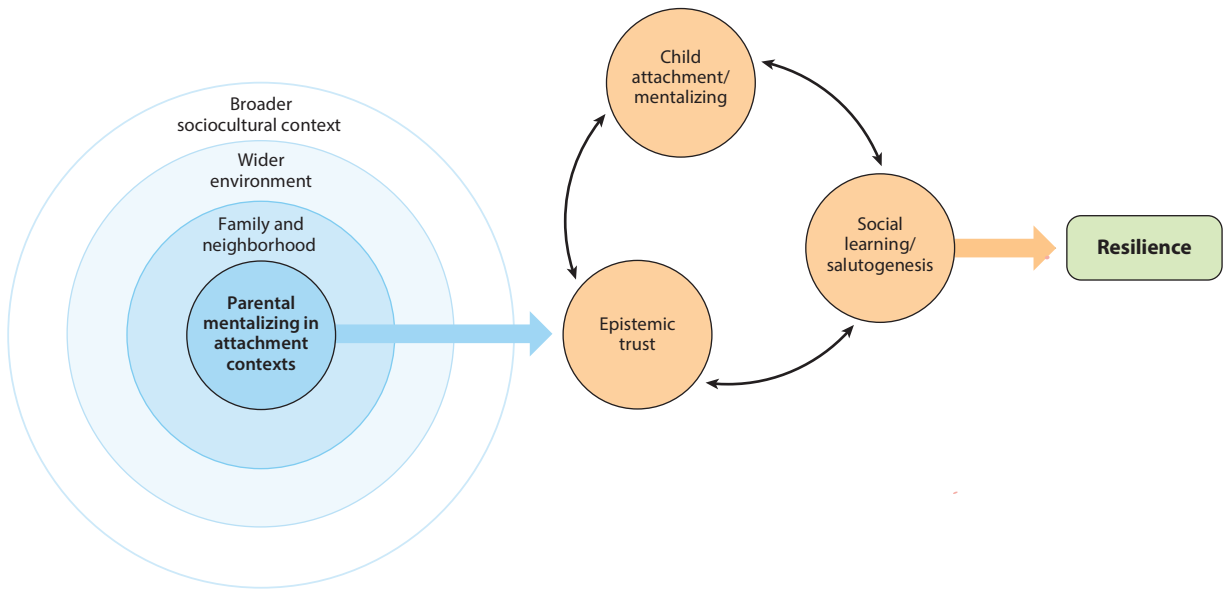 Broader
sociocultural context
Wider
environment
Family and
neighborhood
Parental
mentalizing in
attachment
contexts
Epistemic
trust
Child
attachment/
mentalizing
Social
learning/
salutogenesis
Resilience